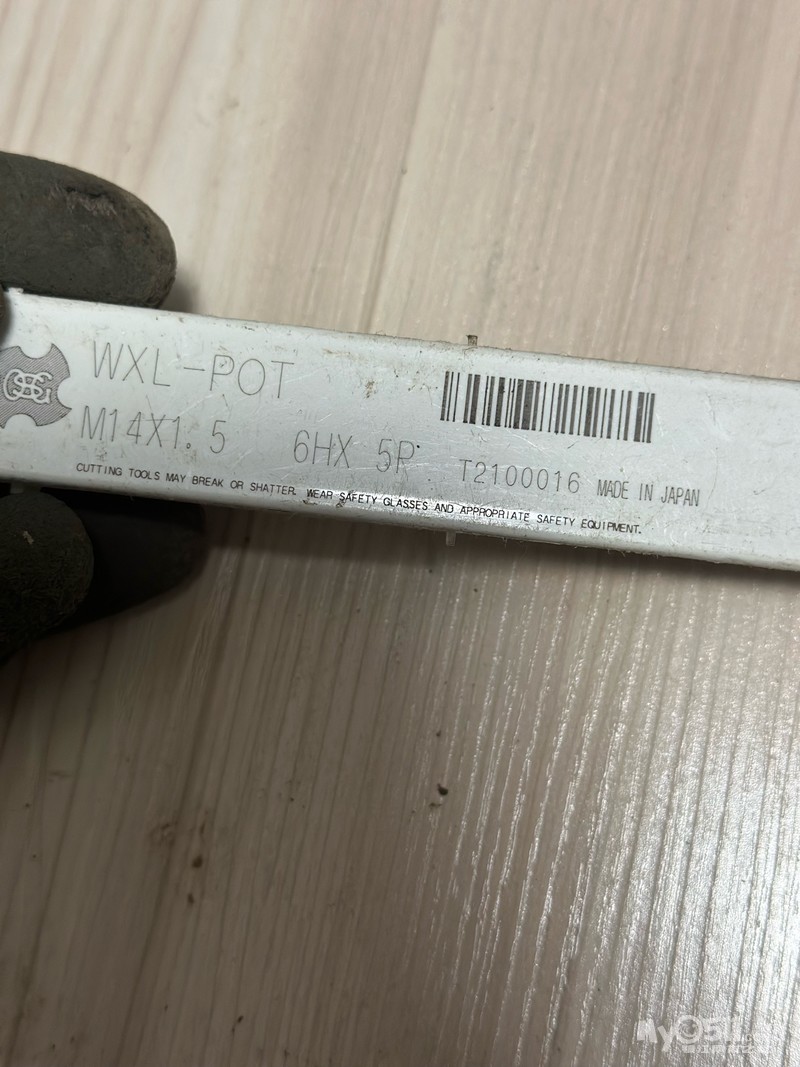 OSG
WXL-POT
M14X1.5 6HX 5P T2100016 MADE IN JAPAN
CUTTING TOOLS MAY BREAK OR SHATTER. WEAR SAFETY GLASSES AND APPROPRIATE SAFETY EQUIPMENT.